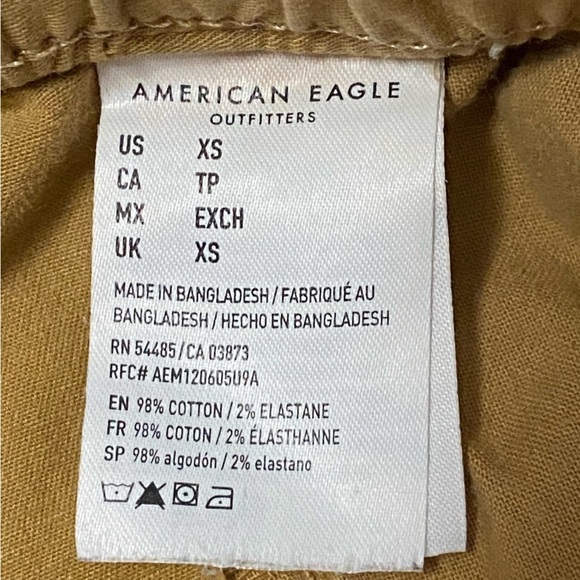 AMERICAN EAGLE
OUTFITTERS
US XS
CA TP
MX EXCH
UK XS
MADE IN BANGLADESH / FABRIQUÉ AU
BANGLADESH / HECHO EN BANGLADESH
RN 54485 / CA 03873
RFC# AEM120605U9A
EN 98% COTTON / 2% ELASTANE
FR 98% COTON / 2% ÉLASTHANNE
SP 98% algodón / 2% elastano